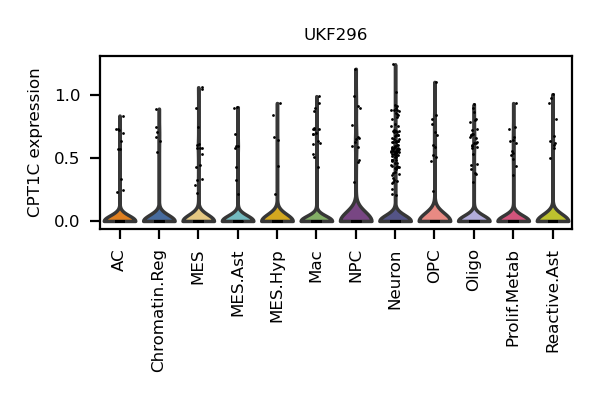 UKF296
CPT1C expression
1.0
0.5
0.0
AC
Chromatin.Reg
MES
MES.Ast
MES.Hyp
Mac
NPC
Neuron
OPC
Oligo
Prolif.Metab
Reactive.Ast